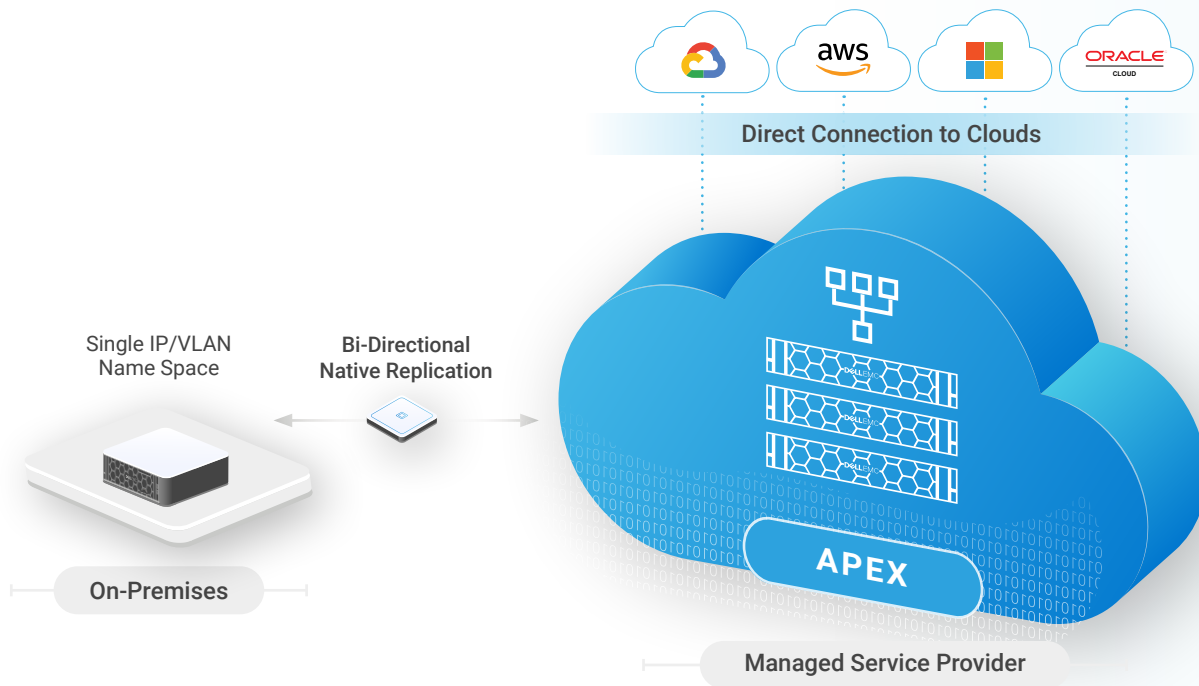 aws
ORACLE
CLOUD
Direct Connection to Clouds
Single IP/VLAN
Name Space
Bi-Directional
Native Replication
DELLEMC
DELLEMC
DELLEMC
APEX
On-Premises
Managed Service Provider